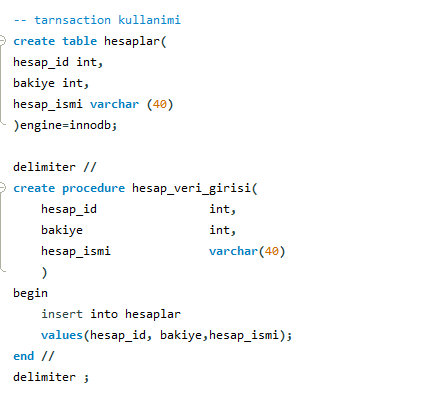 -- tarnsaction kullanimi
create table hesaplar(
hesap_id int,
bakiye int,
hesap_ismi varchar (40)
)engine=innodb;
delimiter //
create procedure hesap_veri_girisi(
hesap_id int,
bakiye int,
hesap_ismi varchar(40)
)
begin
insert into hesaplar
values(hesap_id, bakiye,hesap_ismi);
end //
delimiter ;